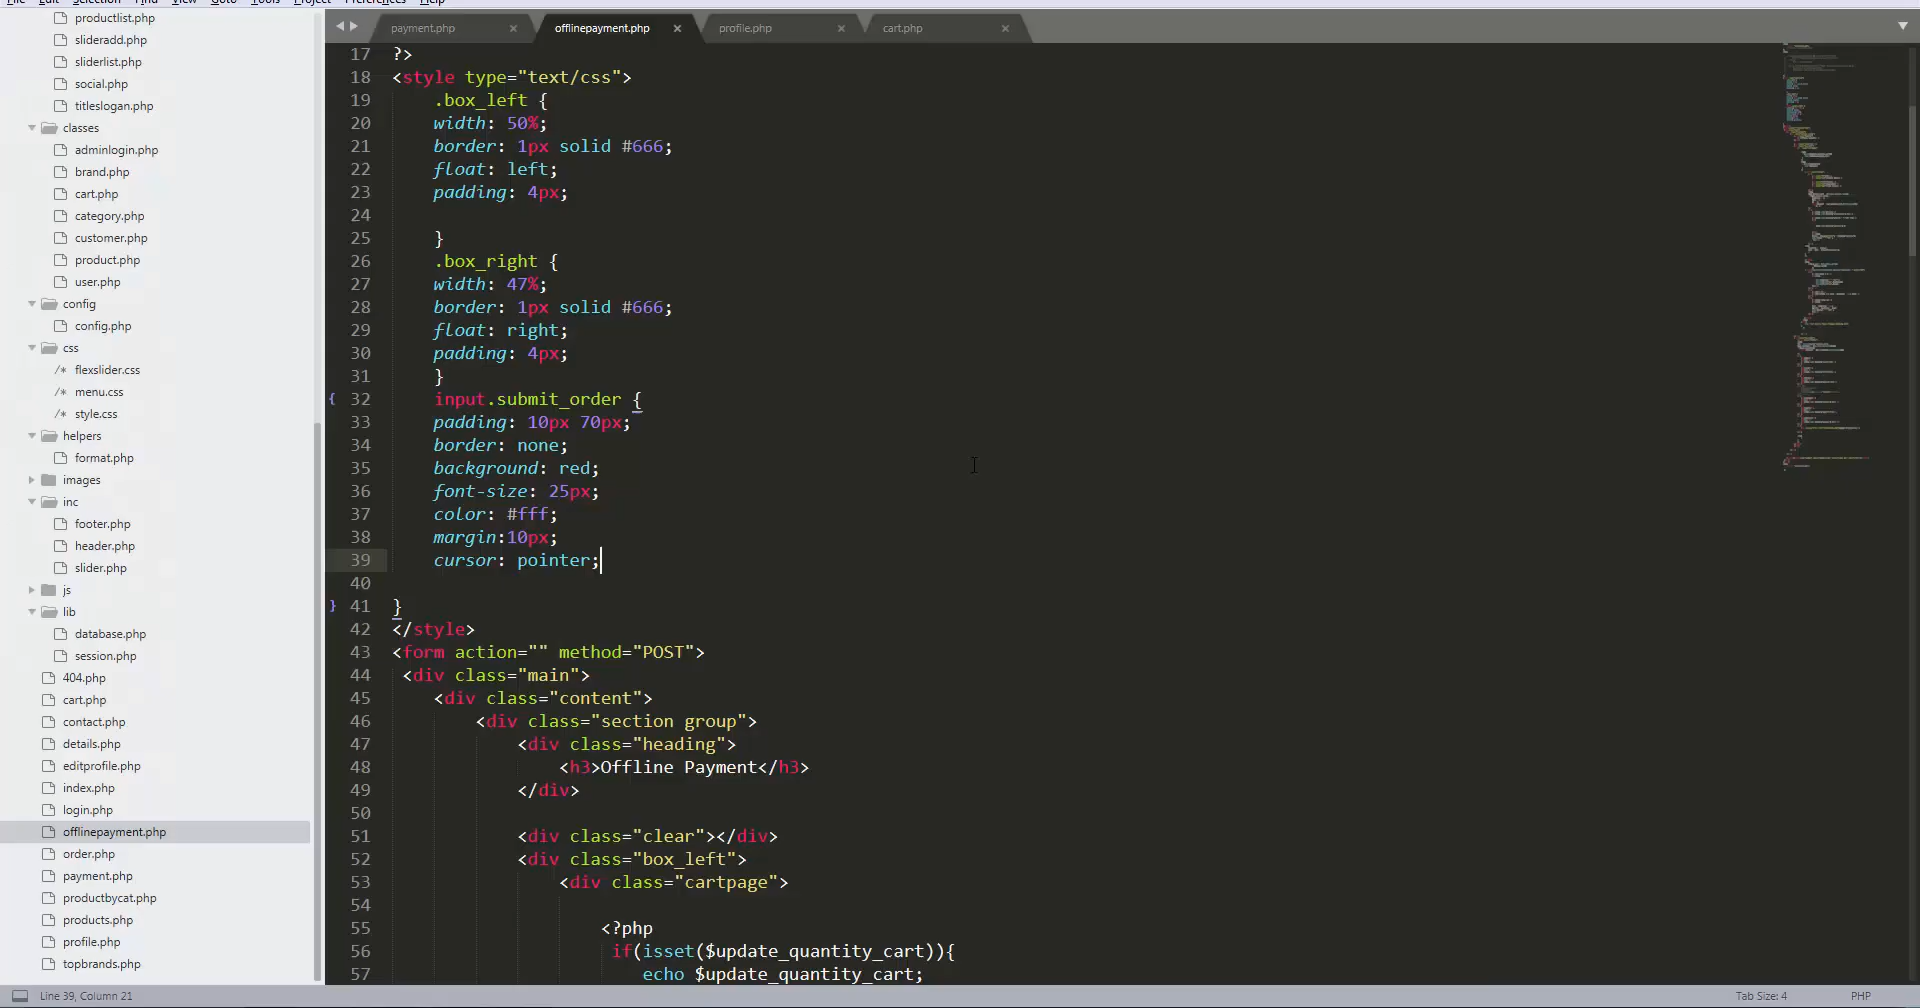 File Edit Selection Find View Goto Tools Project Preferences Help
productlist.php
slideradd.php
sliderlist.php
social.php
titleslogan.php
classes
adminlogin.php
brand.php
cart.php
category.php
customer.php
product.php
user.php
config
config.php
css
/* flexslider.css
/* menu.css
/* style.css
helpers
format.php
images
inc
footer.php
header.php
slider.php
js
lib
database.php
session.php
404.php
cart.php
contact.php
details.php
editprofile.php
index.php
login.php
offlinepayment.php
order.php
payment.php
productbycat.php
products.php
profile.php
topbrands.php
payment.php × offlinepayment.php × profile.php × cart.php ×
17 ?>
18 <style type="text/css">
19 .box_left {
20 width: 50%;
21 border: 1px solid #666;
22 float: left;
23 padding: 4px;
24
25 }
26 .box_right {
27 width: 47%;
28 border: 1px solid #666;
29 float: right;
30 padding: 4px;
31 }
{ 32 input.submit_order {
33 padding: 10px 70px;
34 border: none;
35 background: red;
36 font-size: 25px;
37 color: #fff;
38 margin:10px;
39 cursor: pointer;
40
} 41 }
42 </style>
43 <form action="" method="POST">
44 <div class="main">
45 <div class="content">
46 <div class="section group">
47 <div class="heading">
48 <h3>Offline Payment</h3>
49 </div>
50
51 <div class="clear"></div>
52 <div class="box_left">
53 <div class="cartpage">
54
55 <?php
56 if(isset($update_quantity_cart)){
57 echo $update_quantity_cart;
Line 39, Column 21
Tab Size: 4
PHP